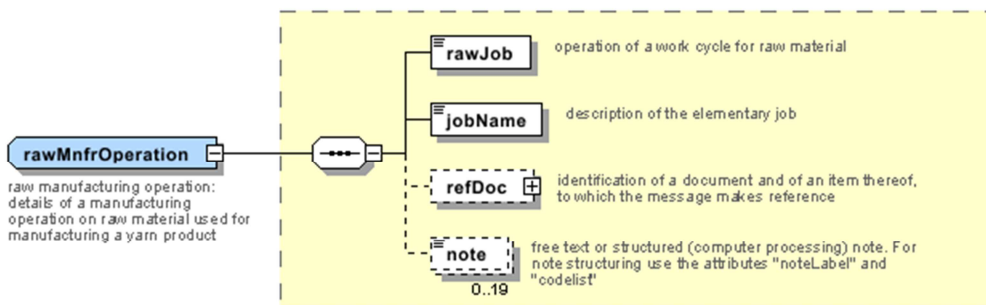 rawJob
operation of a work cycle for raw material
jobName
description of the elementary job
rawMnfrOperation
raw manufacturing operation:
details of a manufacturing
operation on raw material used for
manufacturing a yarn product
refDoc
identification of a document and of an item thereof,
to which the message makes reference
note
0..19
free text or structured (computer processing) note. For
note structuring use the attributes "noteLabel" and
"codelist"